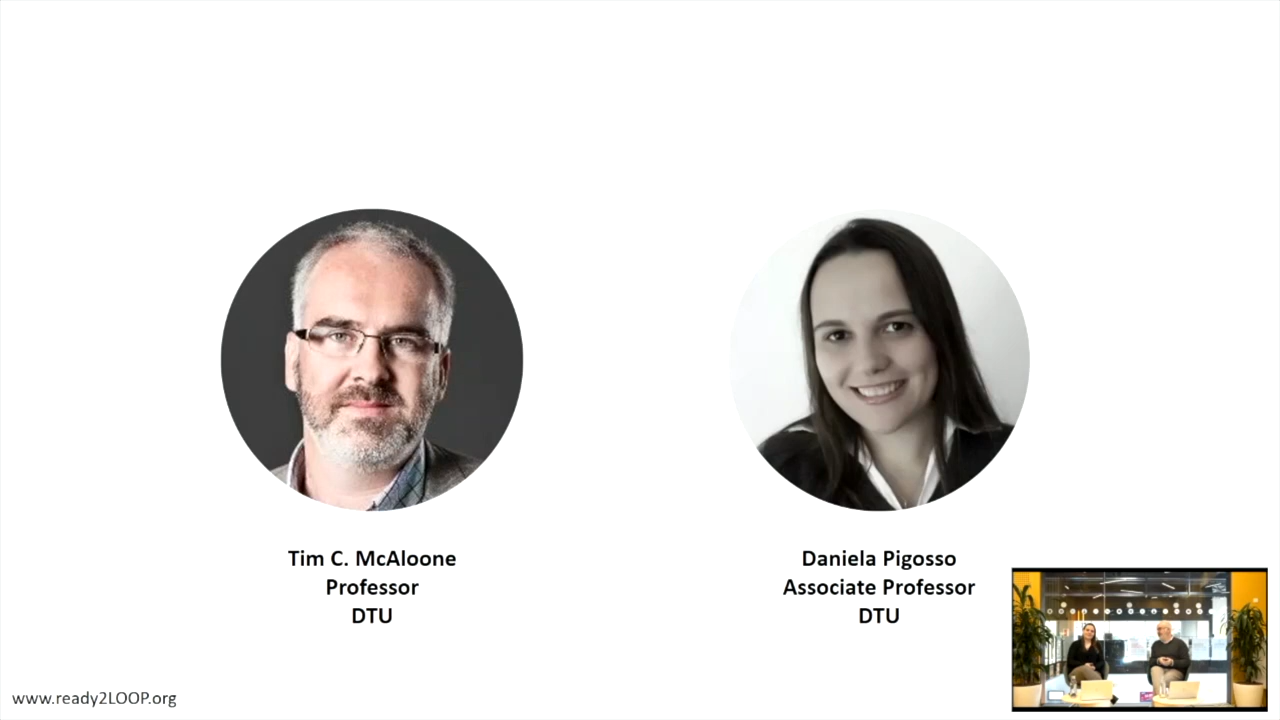 Tim C. McAloone
Professor
DTU
Daniela Pigosso
Associate Professor
DTU
www.ready2LOOP.org